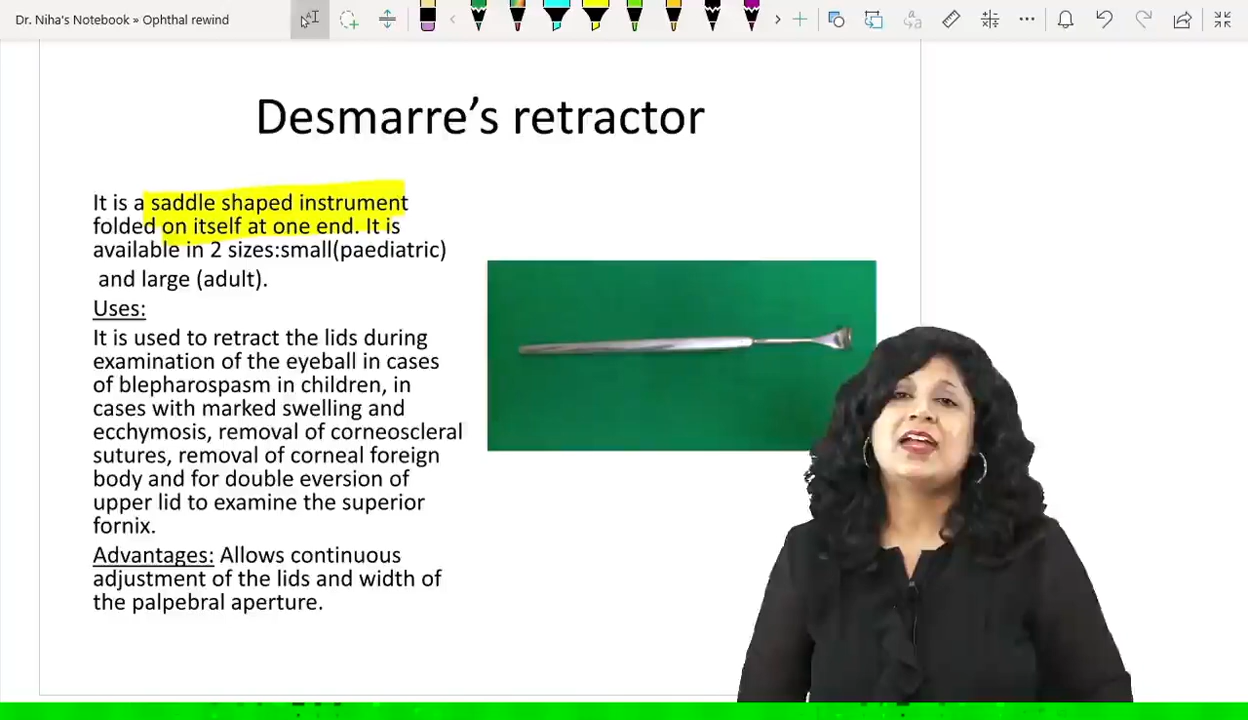 Dr. Niha's Notebook » Ophthal rewind
Desmarre's retractor
It is a saddle shaped instrument
folded on itself at one end. It is
available in 2 sizes:small(paediatric)
and large (adult).
Uses:
It is used to retract the lids during
examination of the eyeball in cases
of blepharospasm in children, in
cases with marked swelling and
ecchymosis, removal of corneoscleral
sutures, removal of corneal foreign
body and for double eversion of
upper lid to examine the superior
fornix.
Advantages: Allows continuous
adjustment of the lids and width of
the palpebral aperture.